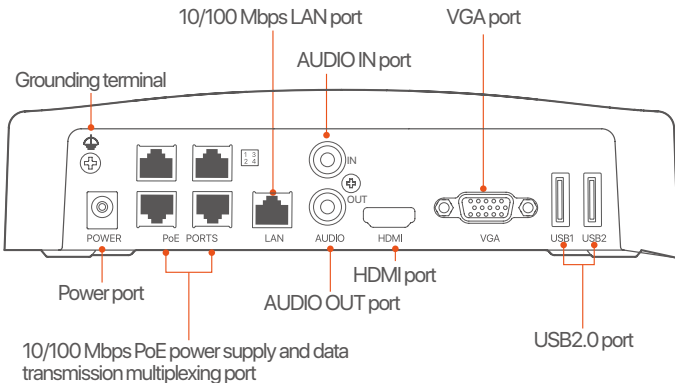 10/100 Mbps LAN port
VGA port
AUDIO IN port
Grounding terminal
1 3
2 4
IN
OUT
POWER
PoE PORTS
LAN
AUDIO
HDMI
VGA
USB1
USB2
Power port
HDMI port
AUDIO OUT port
USB2.0 port
10/100 Mbps PoE power supply and data
transmission multiplexing port